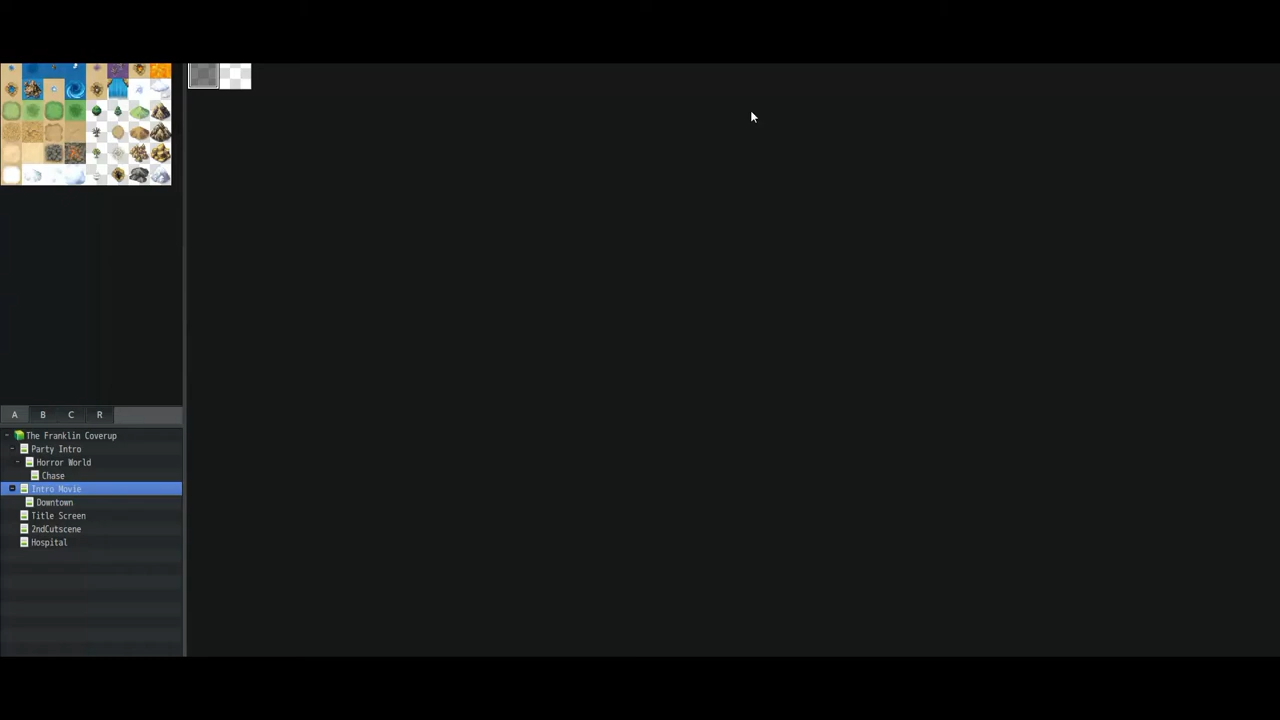 A B C R
The Franklin Coverup
Party Intro
Horror World
Chase
Intro Movie
Downtown
Title Screen
2ndCutscene
Hospital